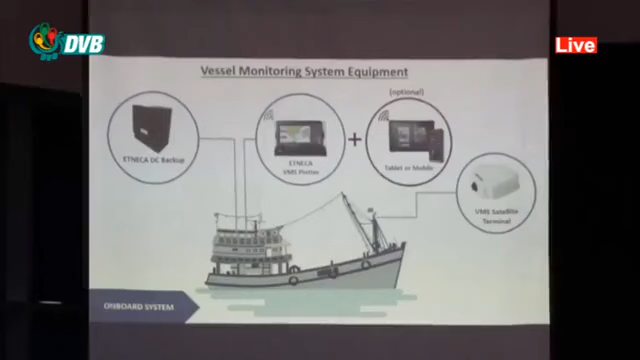 DVB
DVB
Live
Vessel Monitoring System Equipment
(optional)
ETNECA DC Backup
ETNECA
VMS Plotter
+
Tablet or Mobile
VMS Satellite
Terminal
ONBOARD SYSTEM